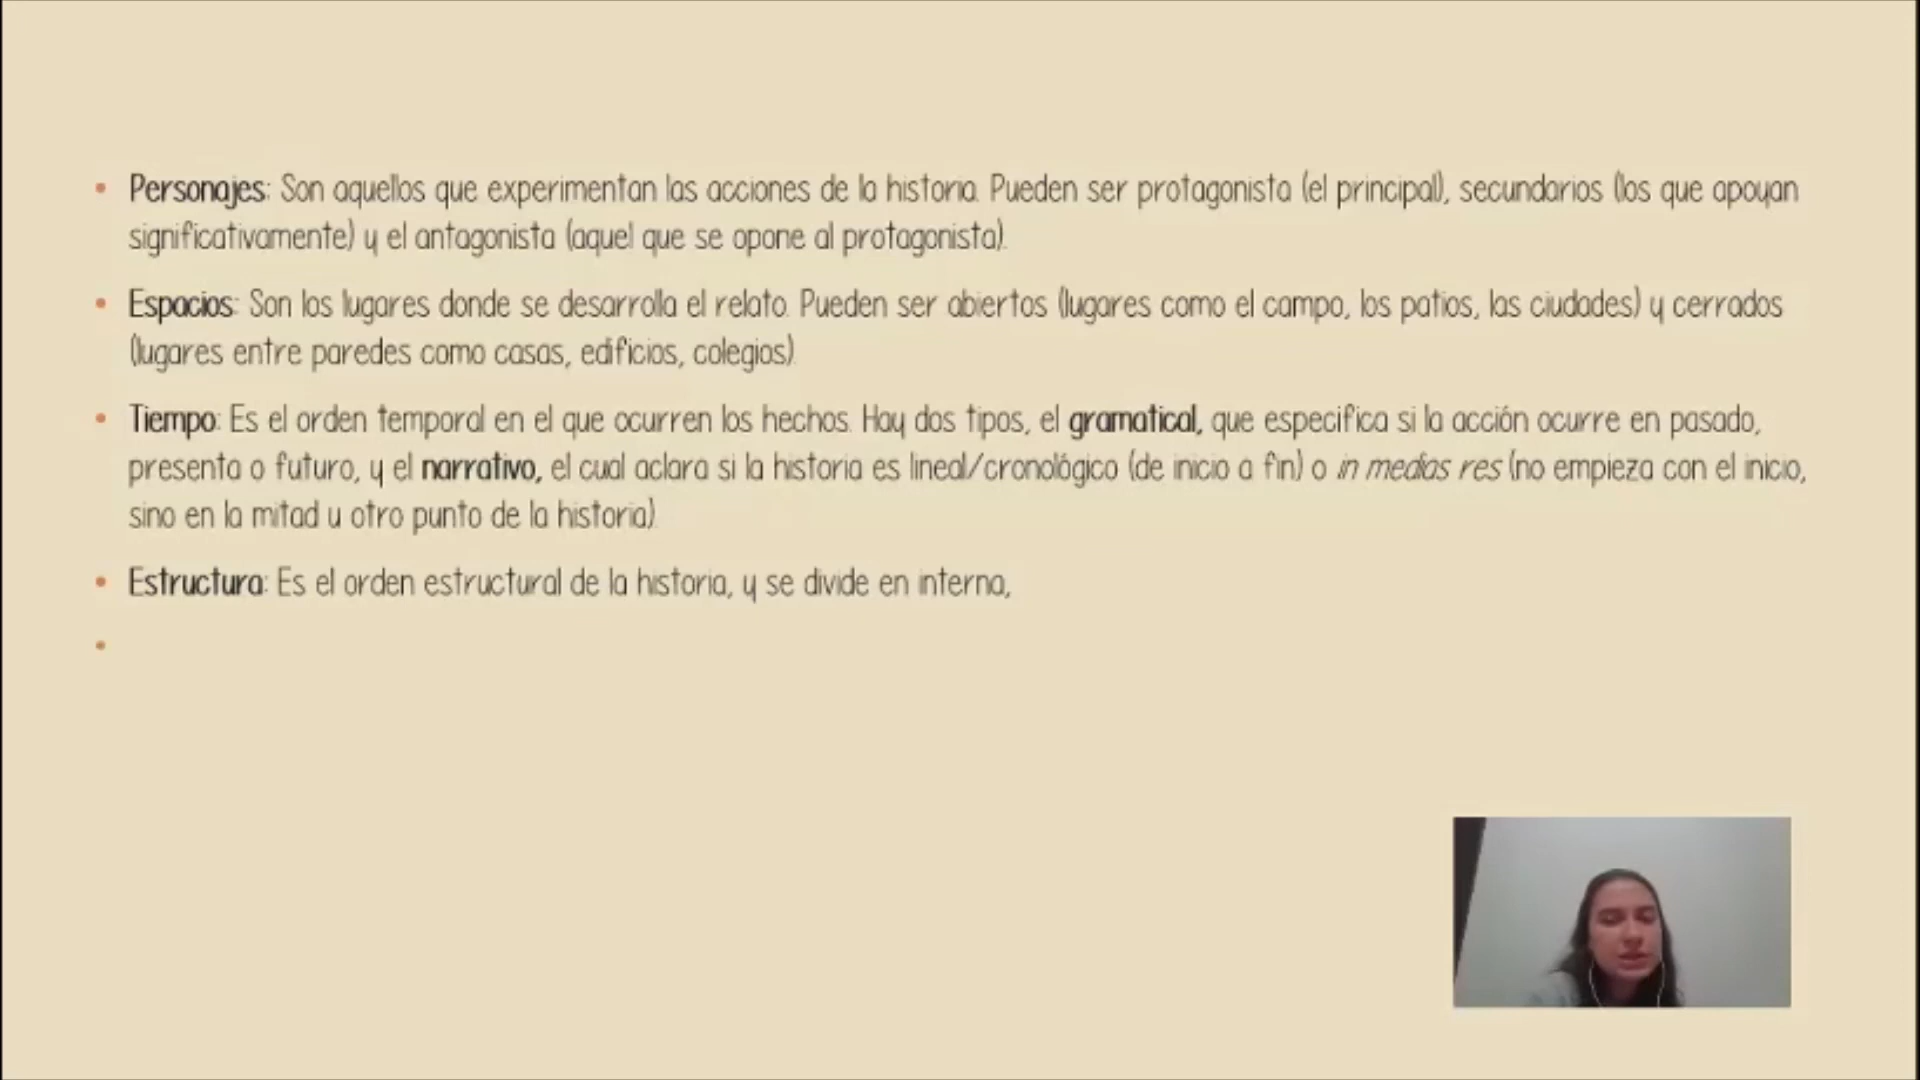 • Personajes: Son aquellos que experimentan las acciones de la historia. Pueden ser protagonista (el principal), secundarios (los que apoyan
significativamente) y el antagonista (aquel que se opone al protagonista).
• Espacios: Son los lugares donde se desarrolla el relato. Pueden ser abiertos (lugares como el campo, los patios, las ciudades) y cerrados
(lugares entre paredes como casas, edificios, colegios).
• Tiempo: Es el orden temporal en el que ocurren los hechos. Hay dos tipos, el gramatical, que especifica si la acción ocurre en pasado,
presenta o futuro, y el narrativo, el cual aclara si la historia es lineal/cronológico (de inicio a fin) o in medias res (no empieza con el inicio,
sino en la mitad u otro punto de la historia).
• Estructura: Es el orden estructural de la historia, y se divide en interna,
•